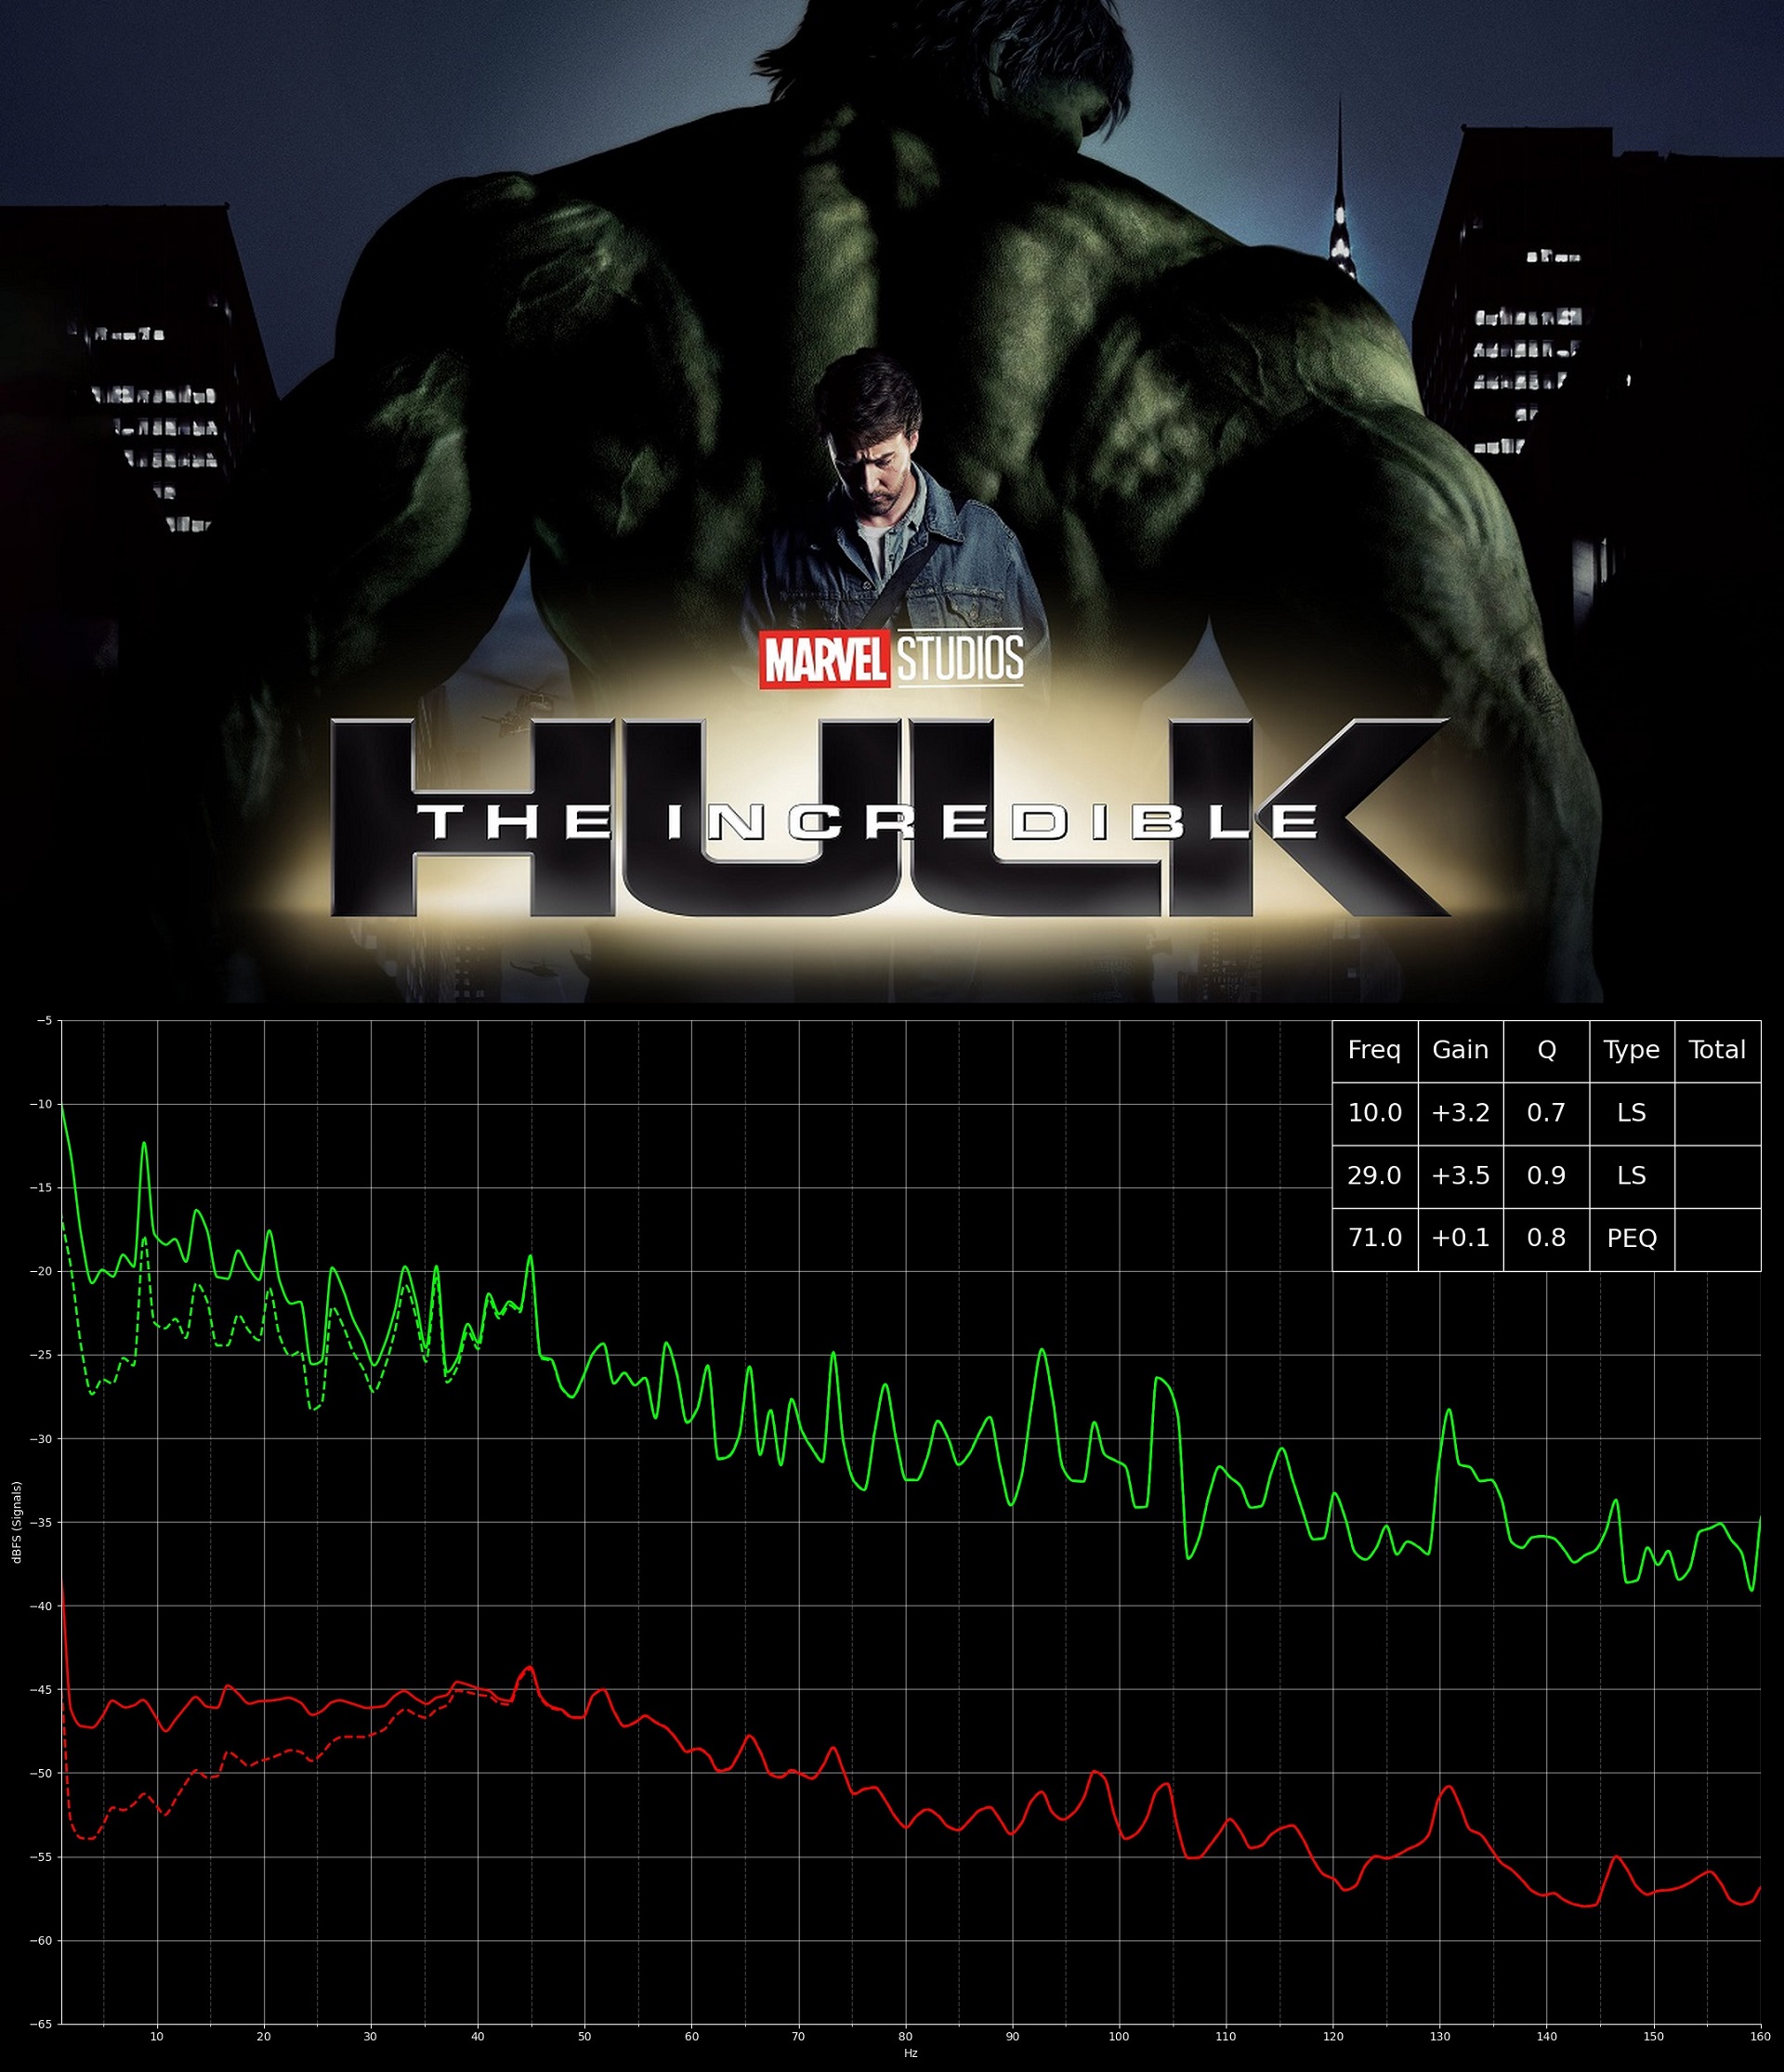 MARVEL STUDIOS
HULK
THE INCREDIBLE
Freq Gain Q Type Total
10.0 +3.2 0.7 LS
29.0 +3.5 0.9 LS
71.0 +0.1 0.8 PEQ
−5
−10
−15
−20
−25
−30
−35
−40
−45
−50
−55
−60
−65
dBFS (Signals)
10 20 30 40 50 60 70 80 90 100 110 120 130 140 150 160
Hz